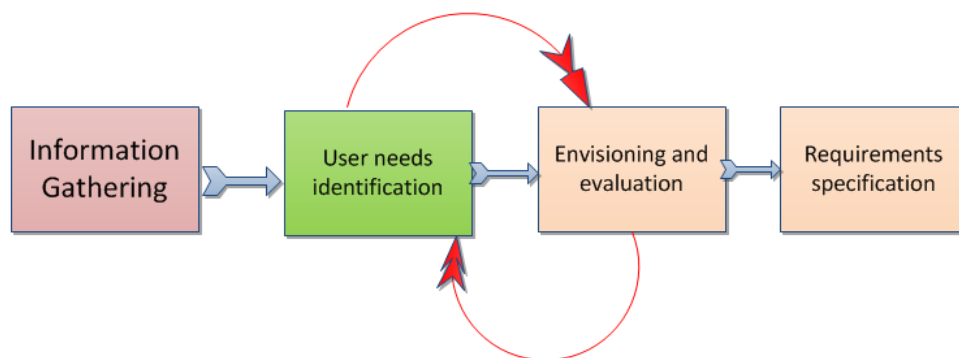 Information
Gathering
User needs
identification
Envisioning and
evaluation
Requirements
specification